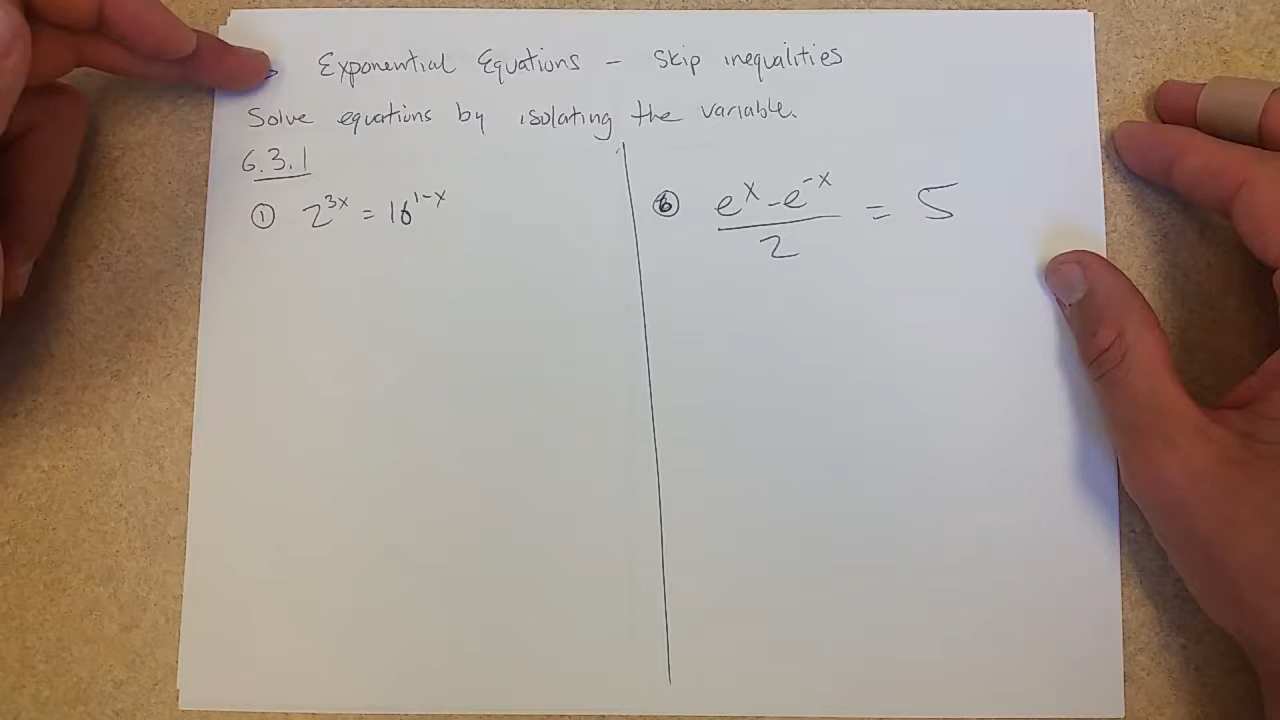 Exponential Equations – Skip inequalities
Solve equations by isolating the variable.
6.3.1
① 2^{3x} = 16^{1-x}
⑥ \frac{e^{x} - e^{-x}}{2} = 5